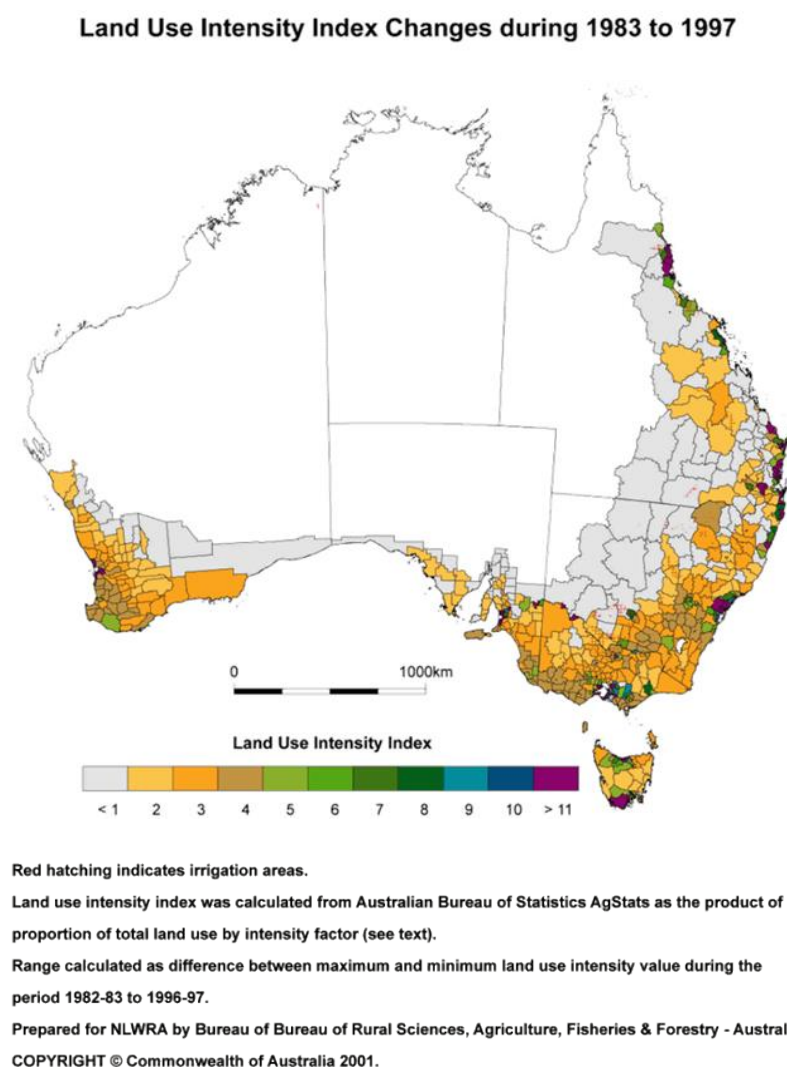 Land Use Intensity Index Changes during 1983 to 1997
0 1000km
Land Use Intensity Index
< 1 2 3 4 5 6 7 8 9 10 > 11
Red hatching indicates irrigation areas.
Land use intensity index was calculated from Australian Bureau of Statistics AgStats as the product of
proportion of total land use by intensity factor (see text).
Range calculated as difference between maximum and minimum land use intensity value during the
period 1982-83 to 1996-97.
Prepared for NLWRA by Bureau of Bureau of Rural Sciences, Agriculture, Fisheries & Forestry - Austral
COPYRIGHT © Commonwealth of Australia 2001.